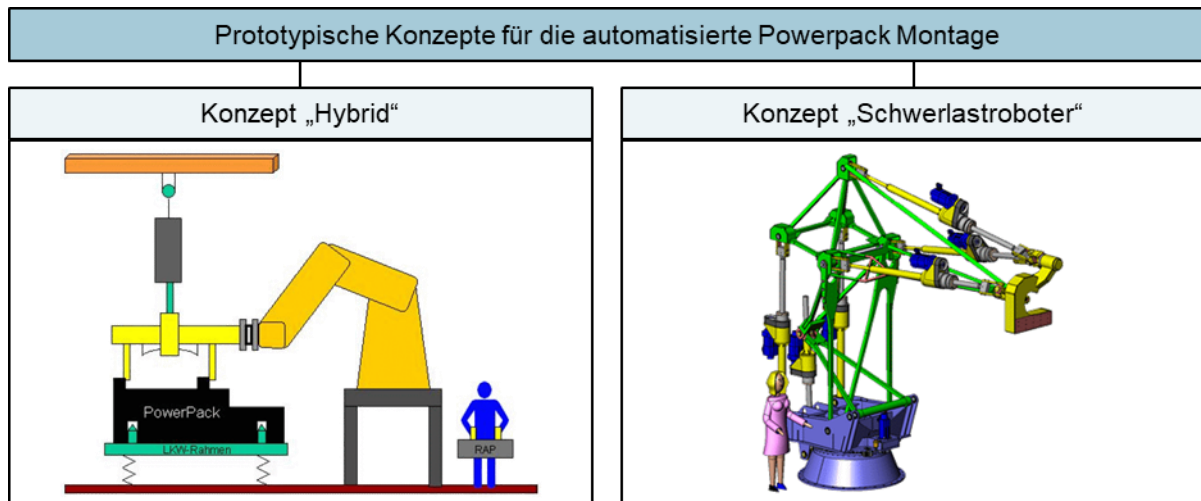 Prototypische Konzepte für die automatisierte Powerpack Montage
Konzept „Hybrid“
Konzept „Schwerlastroboter“
PowerPack
LKW-Rahmen
RAP